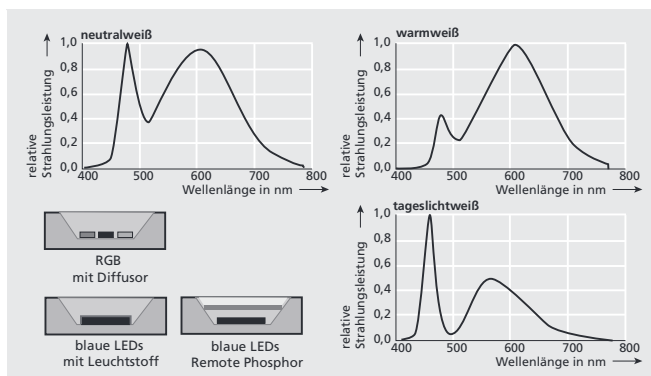 neutralweiß
relative
Strahlungsleistung
1,0
0,8
0,6
0,4
0,2
0,0
400 500 600 700 800
Wellenlänge in nm
warmweiß
relative
Strahlungsleistung
1,0
0,8
0,6
0,4
0,2
0,0
400 500 600 700 800
Wellenlänge in nm
RGB
mit Diffusor
blaue LEDs
mit Leuchtstoff
blaue LEDs
Remote Phosphor
tageslichtweiß
relative
Strahlungsleistung
1,0
0,8
0,6
0,4
0,2
0,0
400 500 600 700 800
Wellenlänge in nm